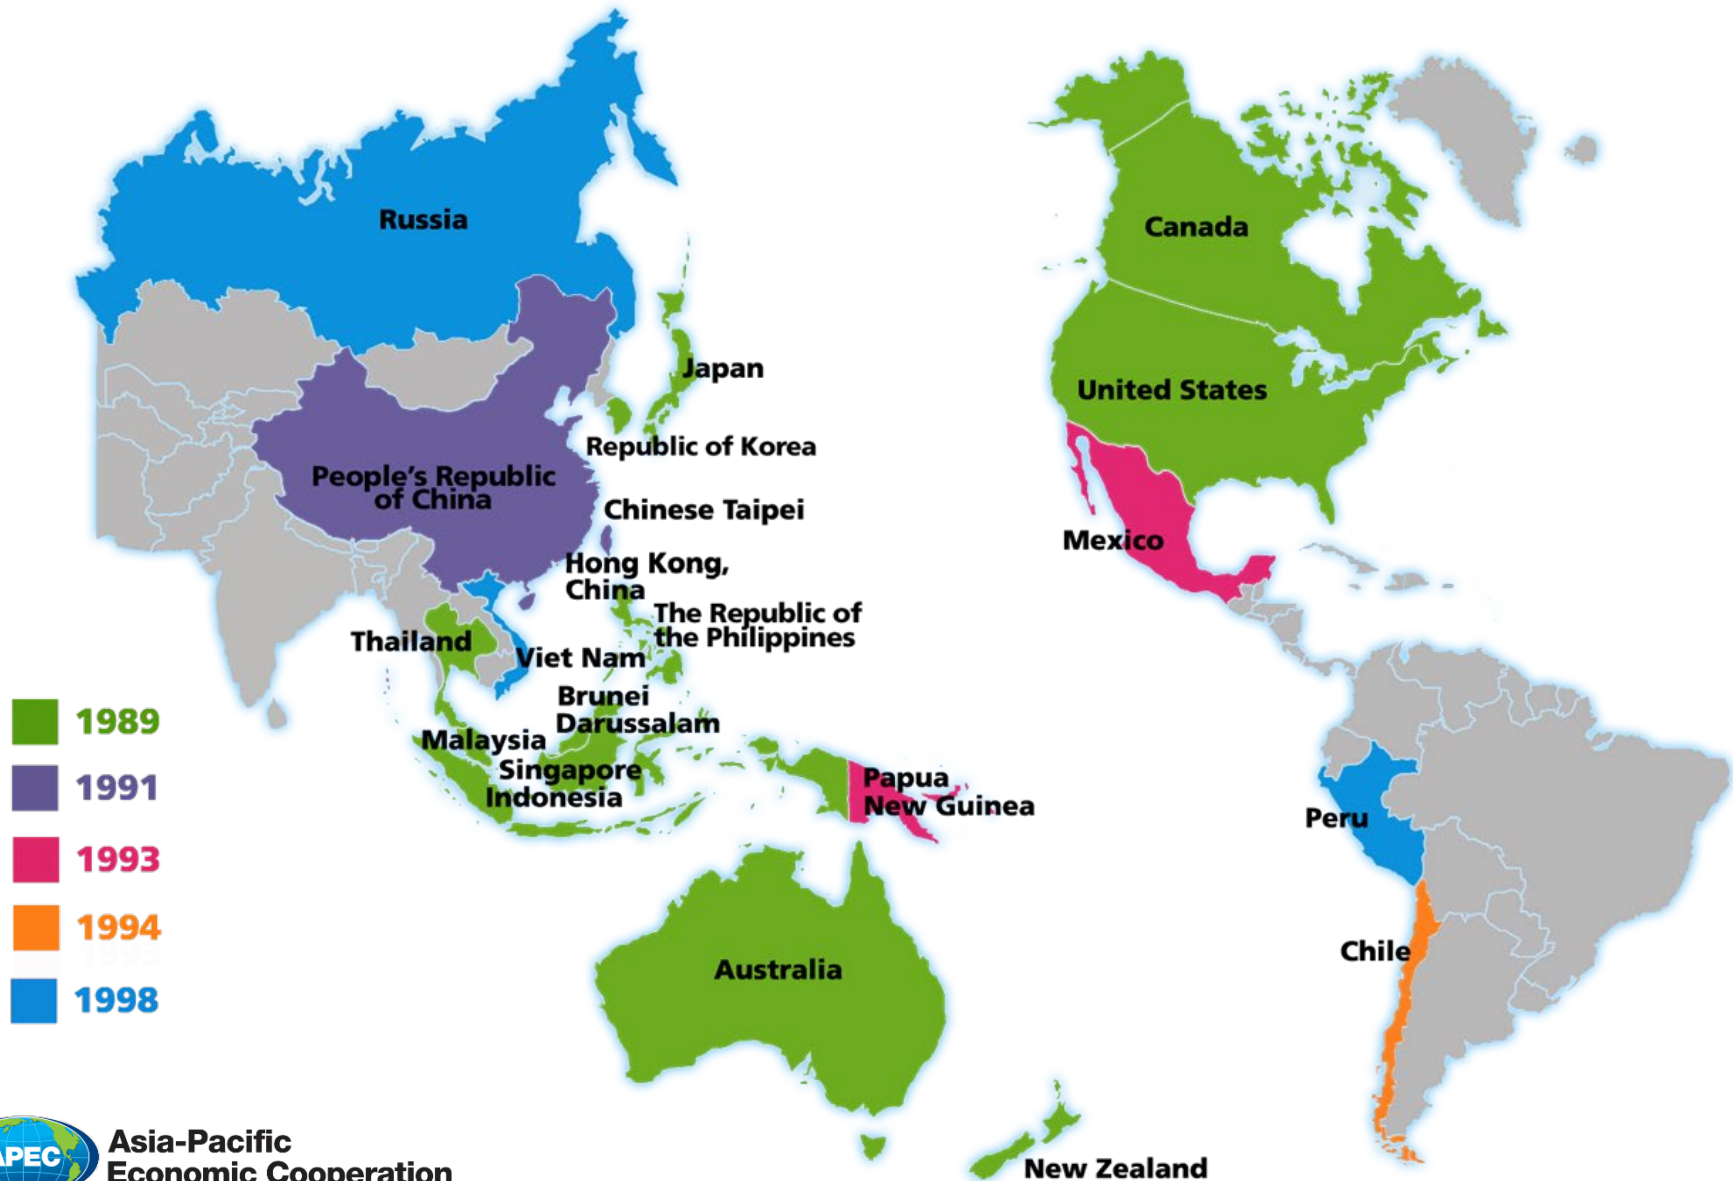 Russia
Canada
Japan
United States
Republic of Korea
People's Republic
of China
Chinese Taipei
Mexico
Hong Kong,
China
The Republic of
the Philippines
Thailand
Viet Nam
Brunei
Darussalam
Malaysia
Singapore
Indonesia
Papua
New Guinea
Peru
Chile
Australia
New Zealand
1989
1991
1993
1994
1998
APEC
Asia-Pacific
Economic Cooperation